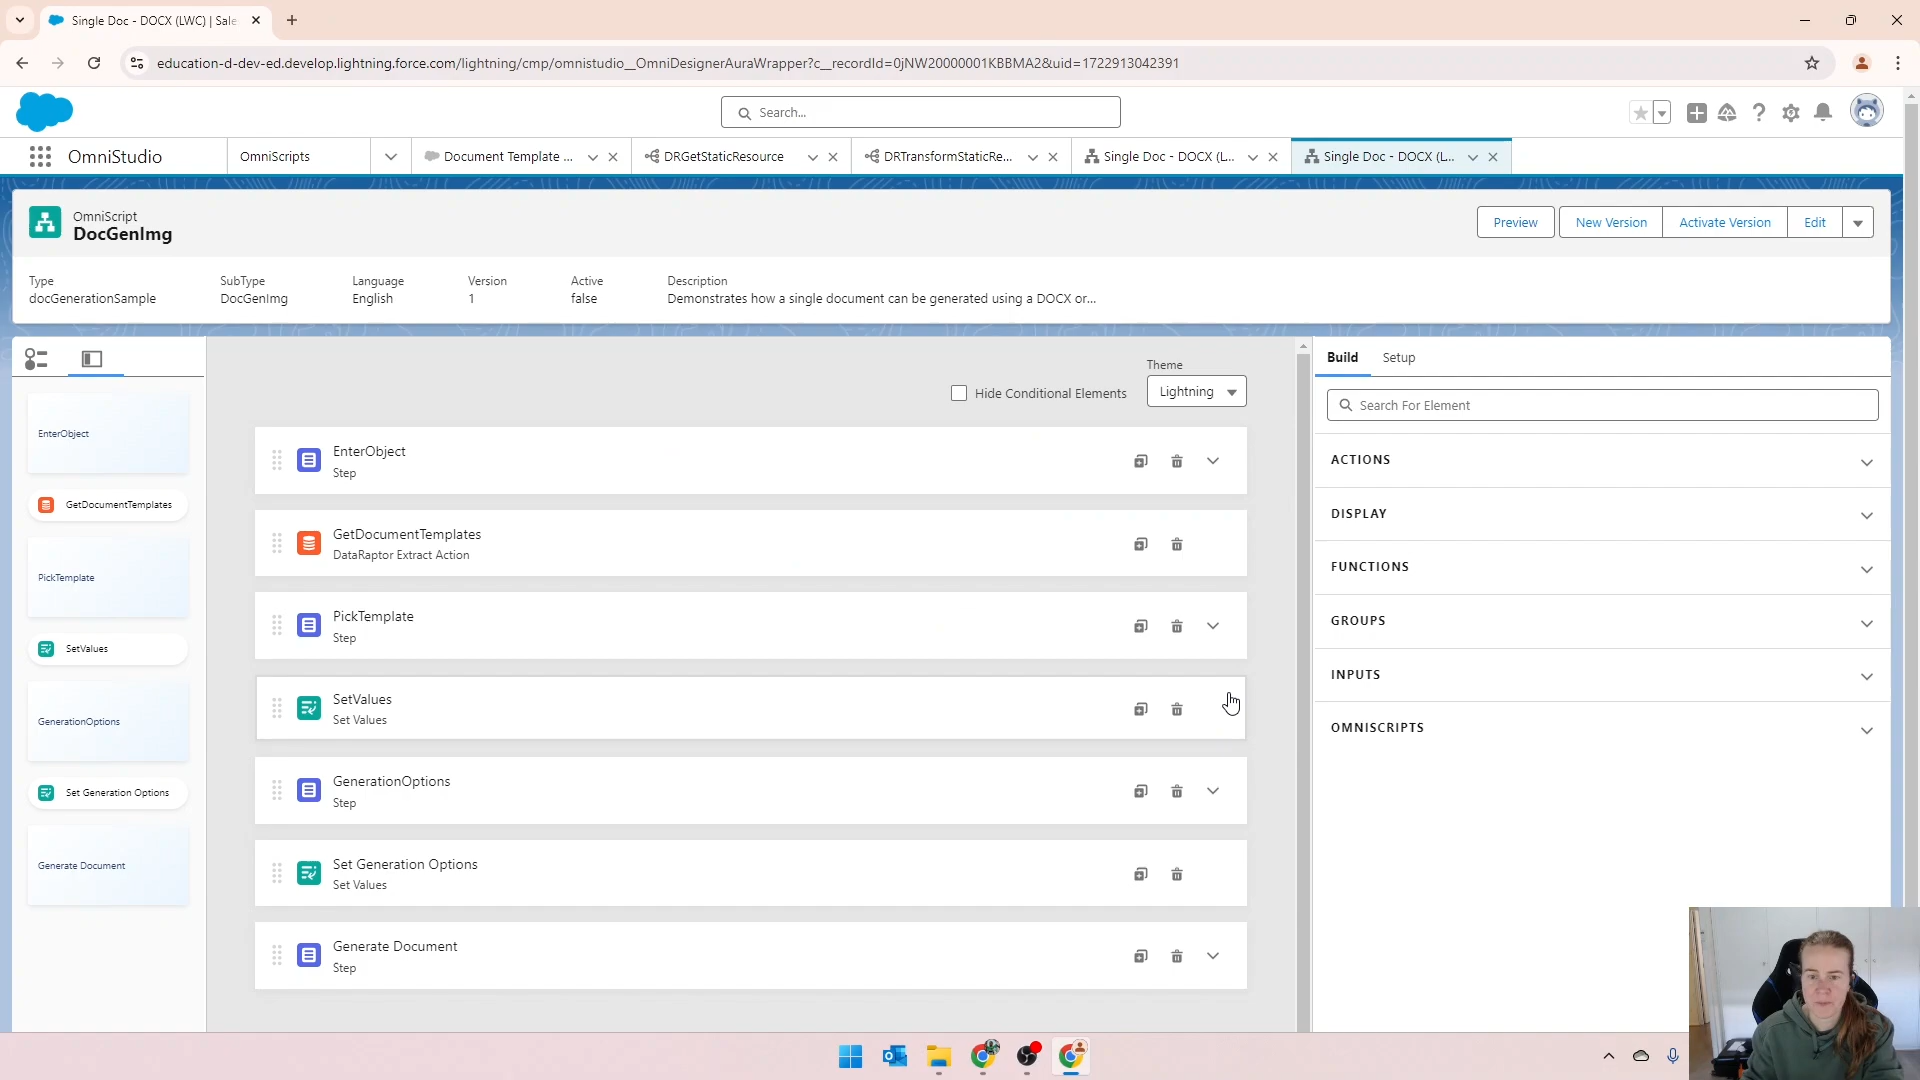 Single Doc - DOCX (LWC) | Sale
education-d-dev-ed.develop.lightning.force.com/lightning/cmp/omnistudio__OmniDesignerAuraWrapper?c__recordId=0jNW20000001KBBMA2&uid=1722913042391
Search...
OmniStudio
OmniScripts
Document Template ...
DRGetStaticResource
DRTransformStaticRe...
Single Doc - DOCX (L...
Single Doc - DOCX (L...
OmniScript
DocGenImg
Preview
New Version
Activate Version
Edit
Type
docGenerationSample
SubType
DocGenImg
Language
English
Version
1
Active
false
Description
Demonstrates how a single document can be generated using a DOCX or...
EnterObject
GetDocumentTemplates
PickTemplate
SetValues
GenerationOptions
Set Generation Options
Generate Document
Theme
Hide Conditional Elements
Lightning
EnterObject
Step
GetDocumentTemplates
DataRaptor Extract Action
PickTemplate
Step
SetValues
Set Values
GenerationOptions
Step
Set Generation Options
Set Values
Generate Document
Step
Build
Setup
Search For Element
ACTIONS
DISPLAY
FUNCTIONS
GROUPS
INPUTS
OMNISCRIPTS